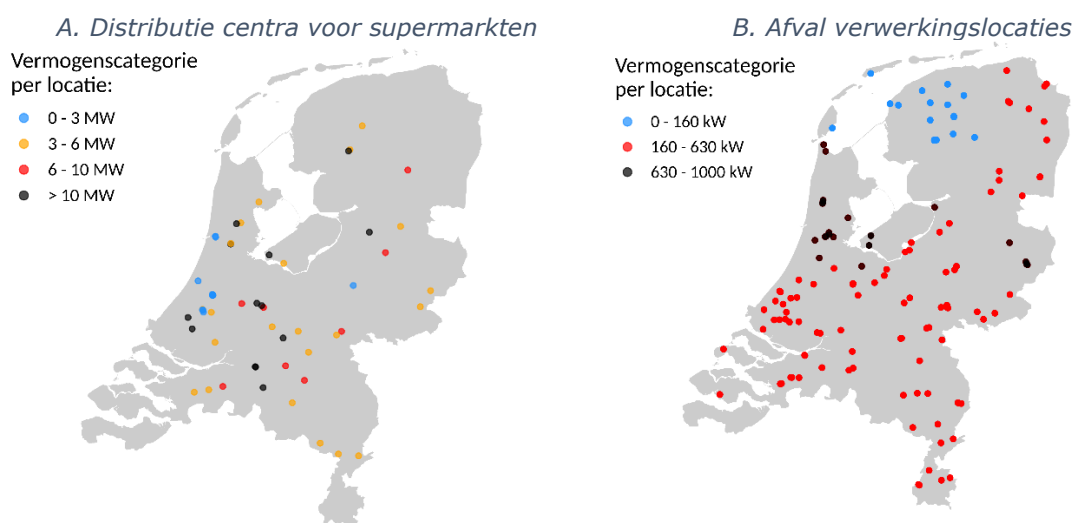 A. Distributie centra voor supermarkten
Vermogenscategorie
per locatie:
0 - 3 MW
3 - 6 MW
6 - 10 MW
> 10 MW
B. Afval verwerkingslocaties
Vermogenscategorie
per locatie:
0 - 160 kW
160 - 630 kW
630 - 1000 kW